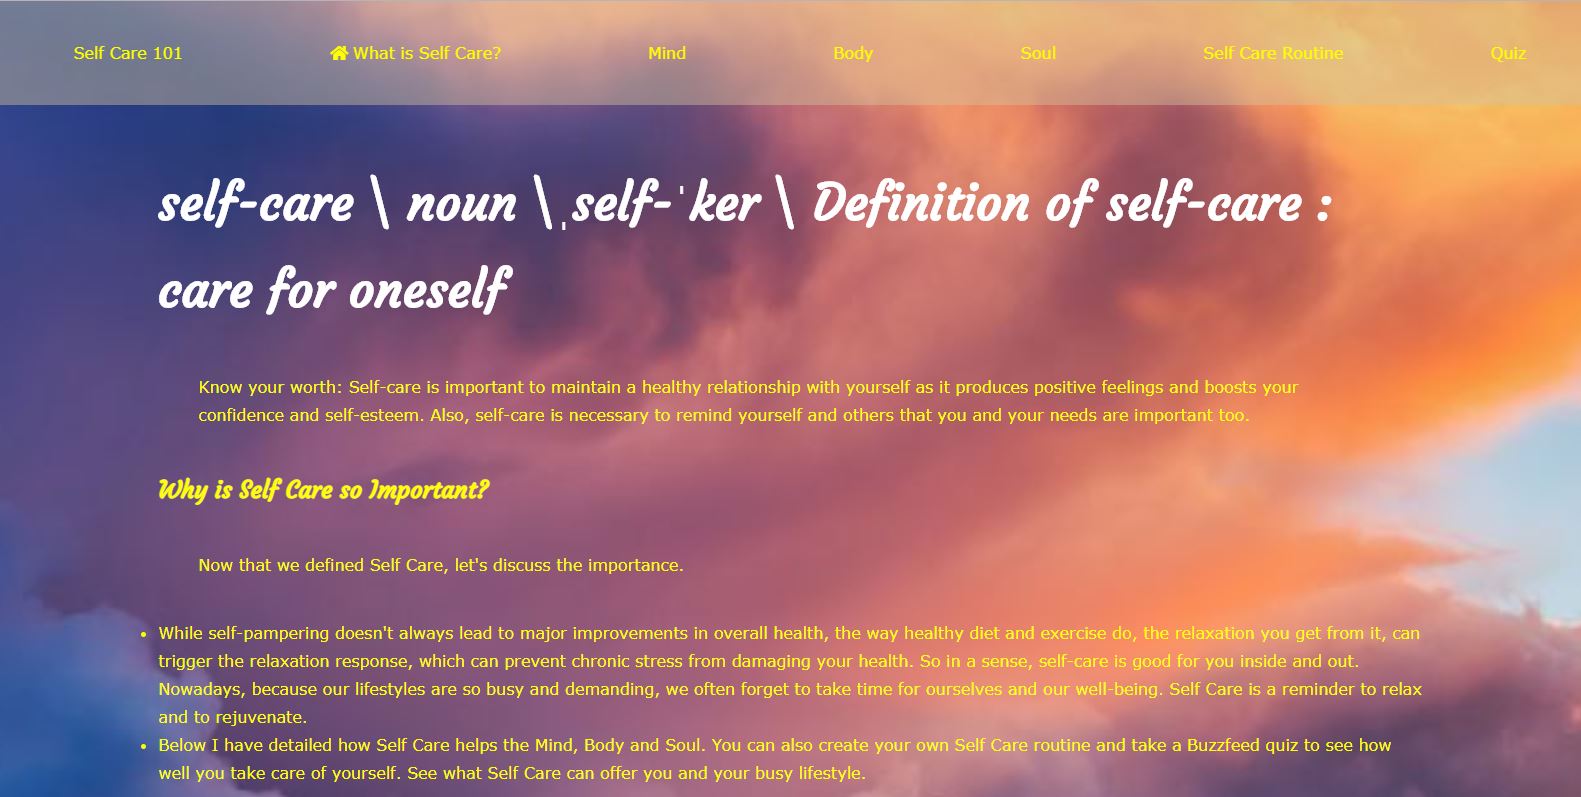 Self Care 101 What is Self Care? Mind Body Soul Self Care Routine Quiz
self-care \ noun \ ˌself-ˈker \ Definition of self-care :
care for oneself
Know your worth: Self-care is important to maintain a healthy relationship with yourself as it produces positive feelings and boosts your
confidence and self-esteem. Also, self-care is necessary to remind yourself and others that you and your needs are important too.
Why is Self Care so Important?
Now that we defined Self Care, let's discuss the importance.
• While self-pampering doesn't always lead to major improvements in overall health, the way healthy diet and exercise do, the relaxation you get from it, can
trigger the relaxation response, which can prevent chronic stress from damaging your health. So in a sense, self-care is good for you inside and out.
Nowadays, because our lifestyles are so busy and demanding, we often forget to take time for ourselves and our well-being. Self Care is a reminder to relax
and to rejuvenate.
• Below I have detailed how Self Care helps the Mind, Body and Soul. You can also create your own Self Care routine and take a Buzzfeed quiz to see how
well you take care of yourself. See what Self Care can offer you and your busy lifestyle.